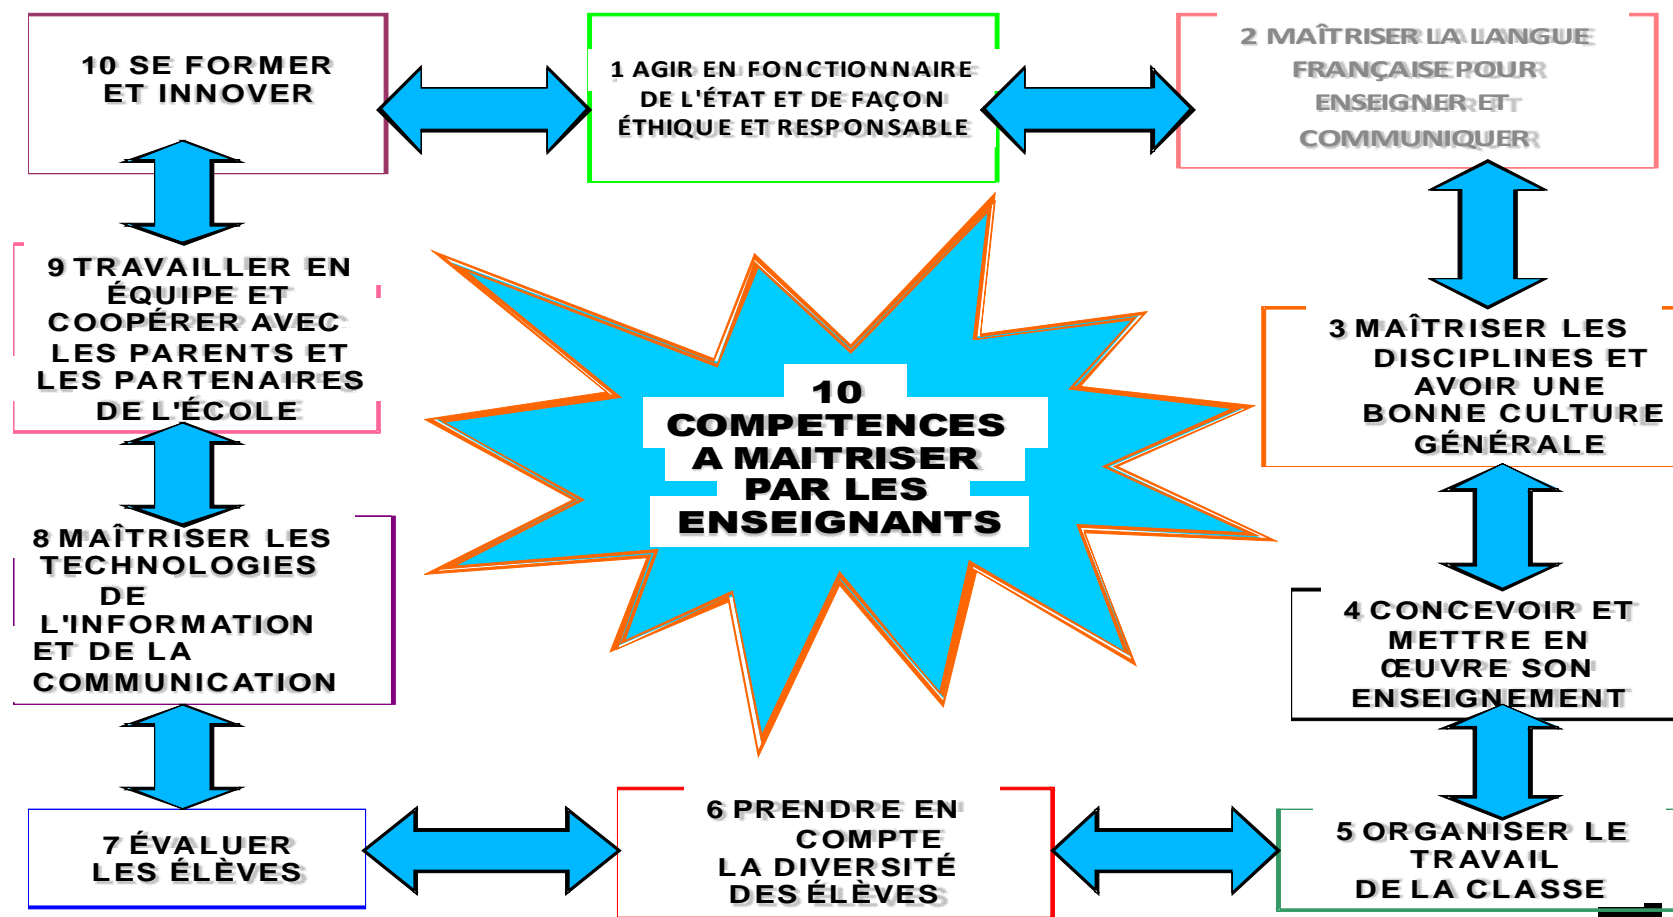 10 SE FORMER
ET INNOVER
1 AGIR EN FONCTIONNAIRE
DE L'ÉTAT ET DE FAÇON
ÉTHIQUE ET RESPONSABLE
2 MAÎTRISER LA LANGUE
FRANÇAISE POUR
ENSEIGNER ET
COMMUNIQUER
9 TRAVAILLER EN
ÉQUIPE ET
COOPÉRER AVEC
LES PARENTS ET
LES PARTENAIRES
DE L'ÉCOLE
10
COMPETENCES
A MAITRISER
PAR LES
ENSEIGNANTS
3 MAÎTRISER LES
DISCIPLINES ET
AVOIR UNE
BONNE CULTURE
GÉNÉRALE
8 MAÎTRISER LES
TECHNOLOGIES
DE
L'INFORMATION
ET DE LA
COMMUNICATION
4 CONCEVOIR ET
METTRE EN
ŒUVRE SON
ENSEIGNEMENT
7 ÉVALUER
LES ÉLÈVES
6 PRENDRE EN
COMPTE
LA DIVERSITÉ
DES ÉLÈVES
5 ORGANISER LE
TRAVAIL
DE LA CLASSE